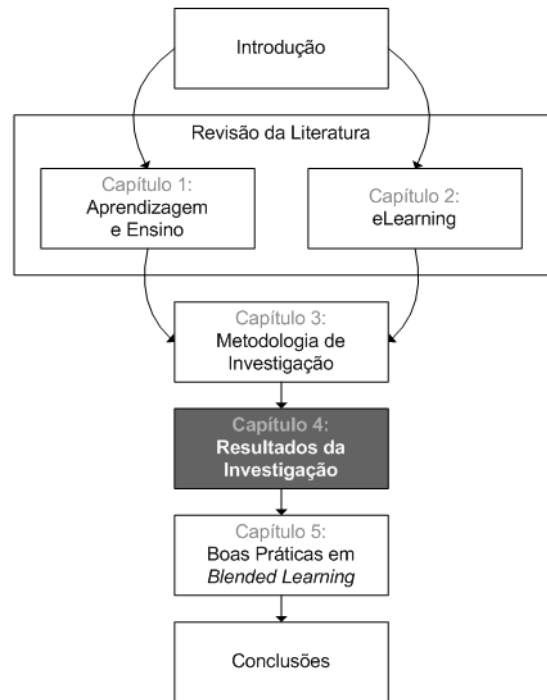 Introdução
Revisão da Literatura
Capítulo 1:
Aprendizagem
e Ensino
Capítulo 2:
eLearning
Capítulo 3:
Metodologia de
Investigação
Capítulo 4:
Resultados da
Investigação
Capítulo 5:
Boas Práticas em
Blended Learning
Conclusões